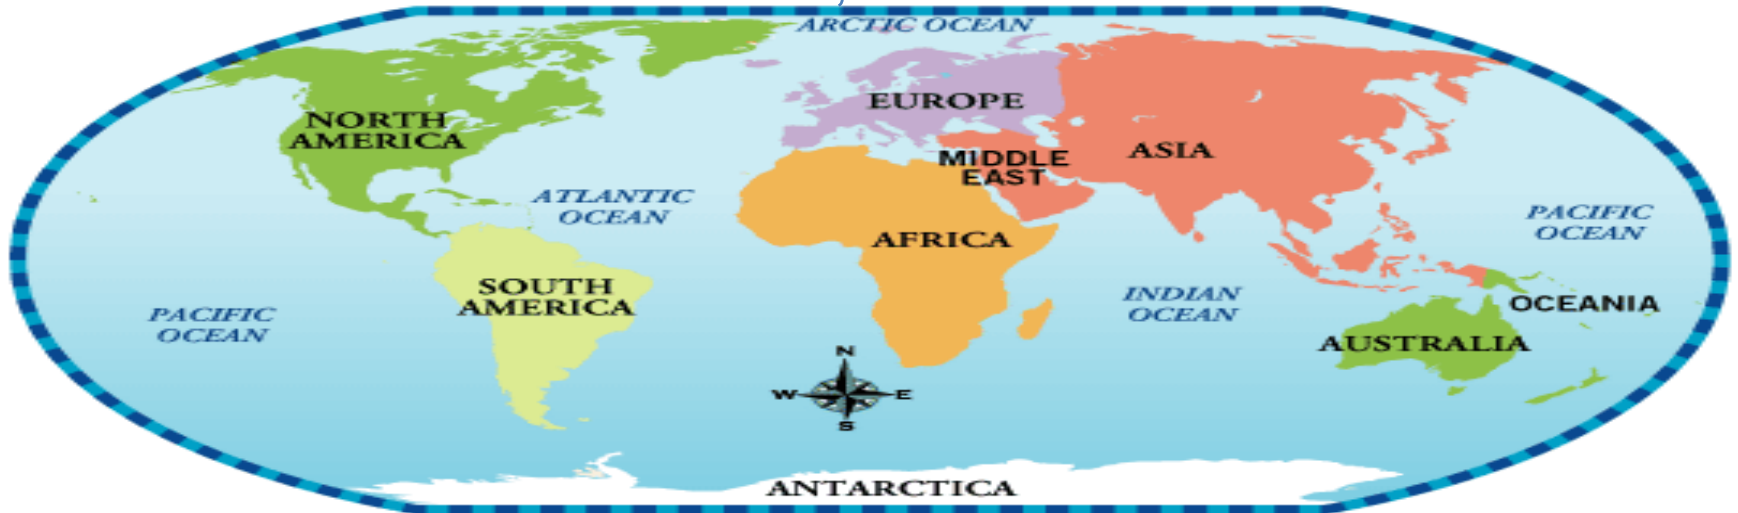 ARCTIC OCEAN
NORTH
AMERICA
EUROPE
ASIA
MIDDLE
EAST
ATLANTIC
OCEAN
PACIFIC
OCEAN
AFRICA
SOUTH
AMERICA
INDIAN
OCEAN
OCEANIA
PACIFIC
OCEAN
AUSTRALIA
N
W
E
S
ANTARCTICA